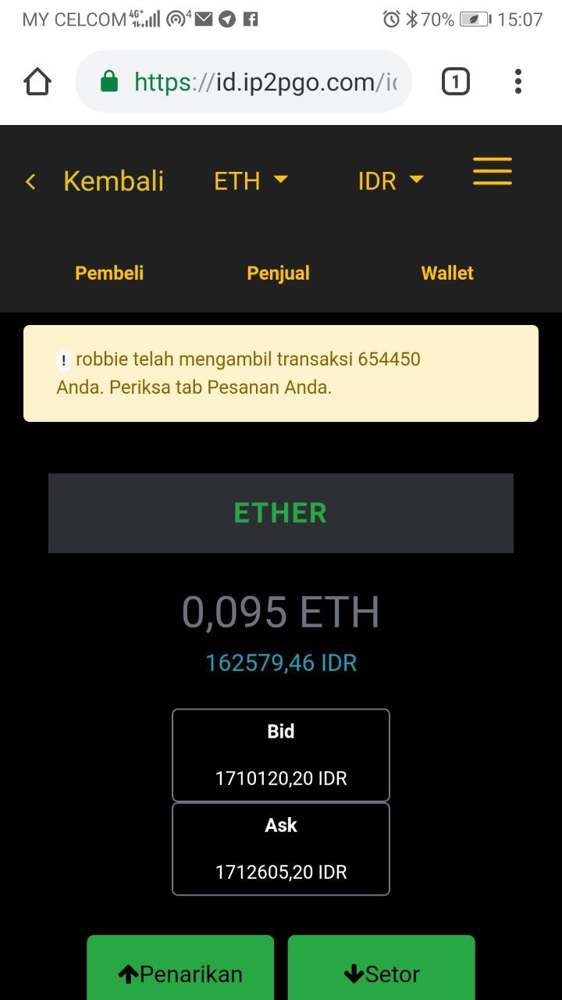 MY CELCOM 4G+ 4 70% 15:07
https://id.ip2pgo.com/i 1
Kembali ETH IDR
Pembeli Penjual Wallet
! robbie telah mengambil transaksi 654450
Anda. Periksa tab Pesanan Anda.
ETHER
0,095 ETH
162579,46 IDR
Bid
1710120,20 IDR
Ask
1712605,20 IDR
Penarikan Setor